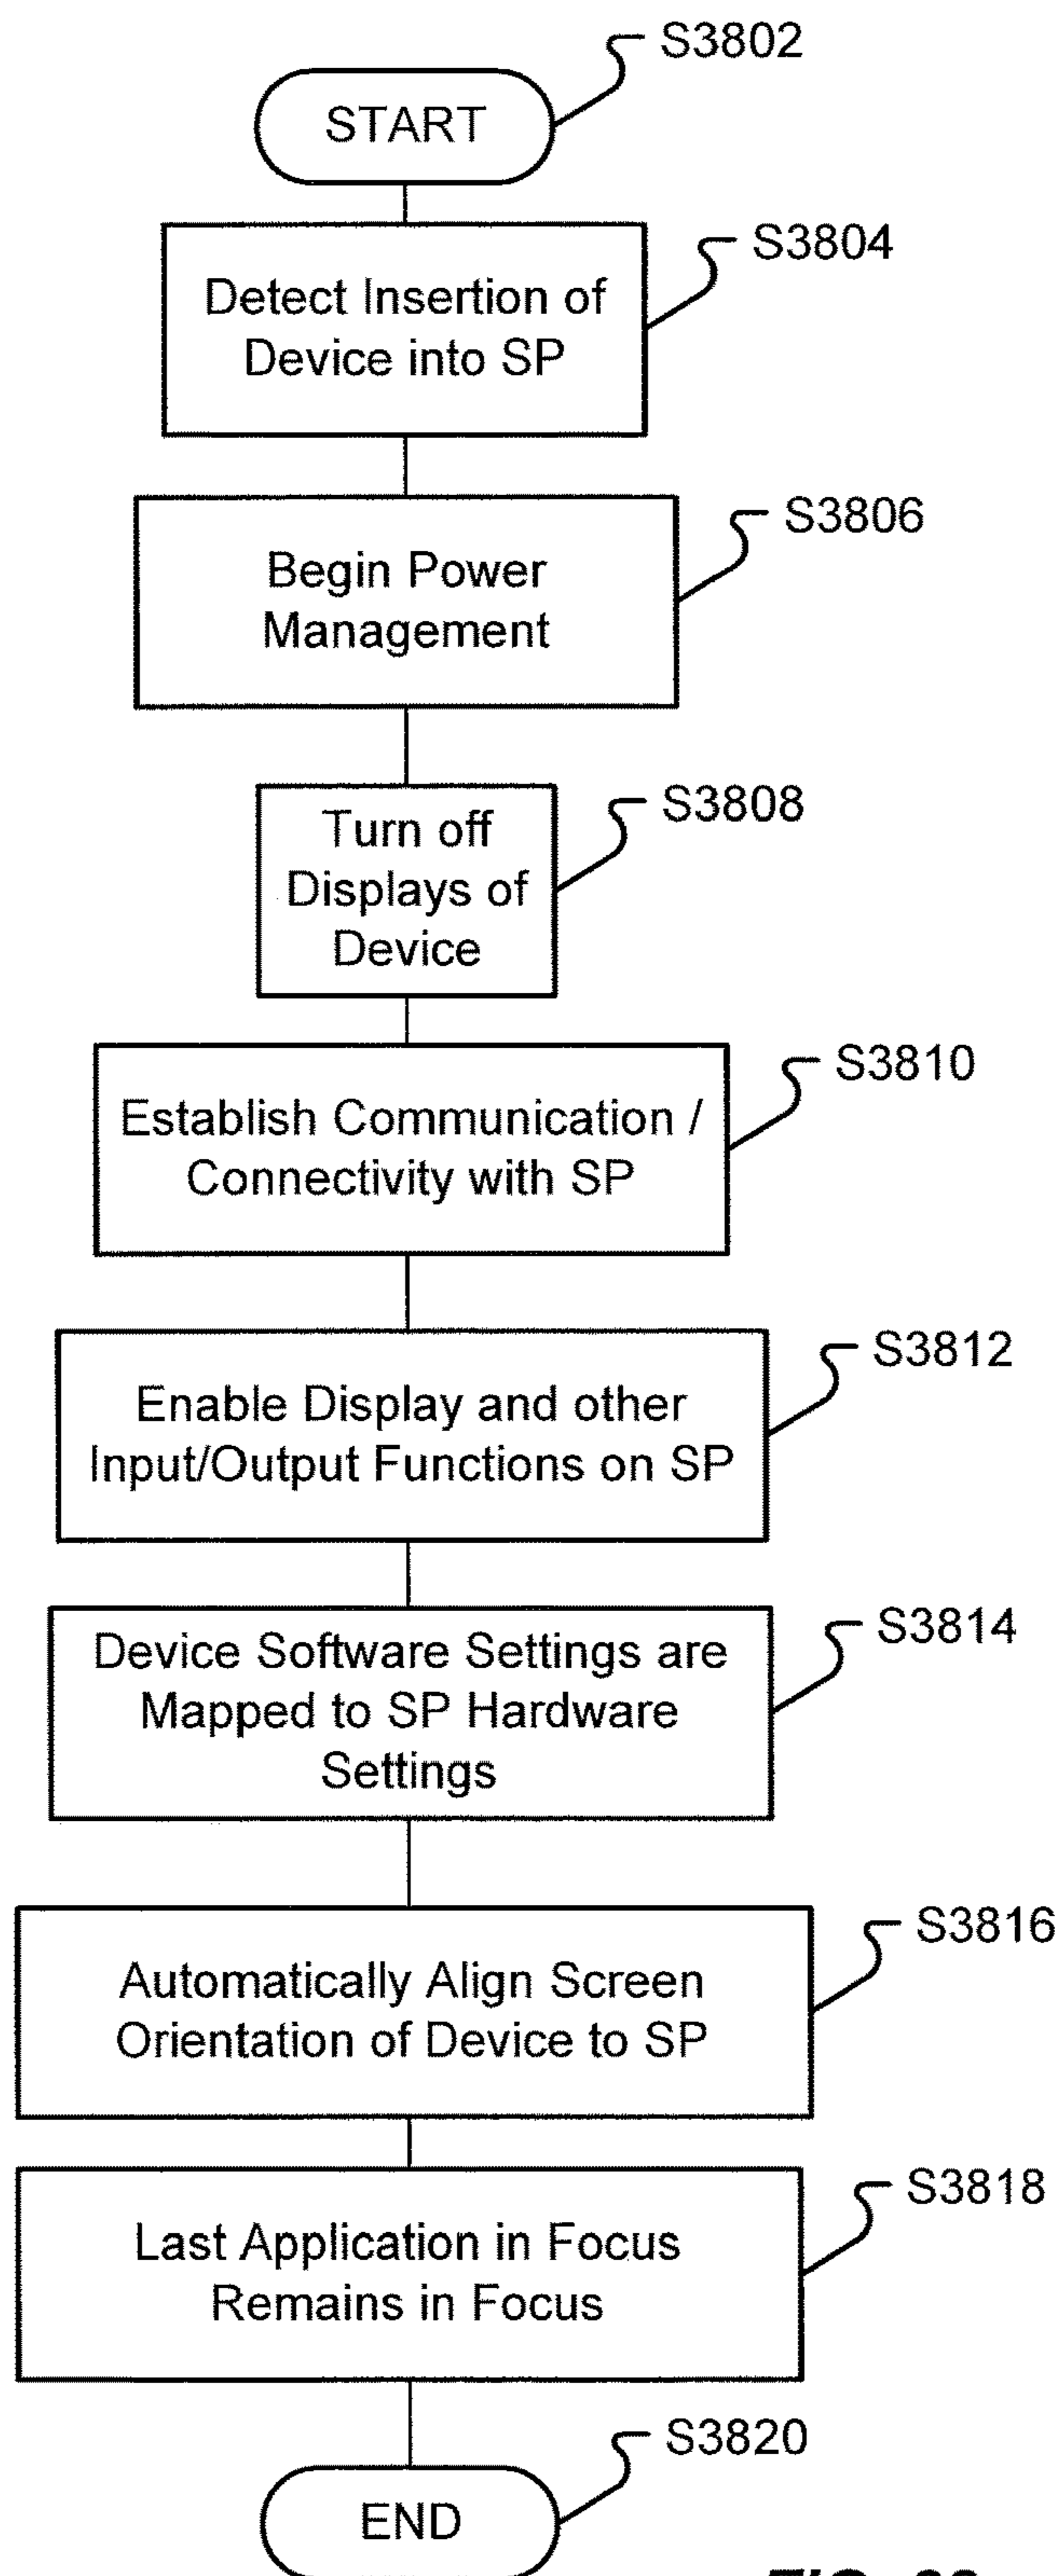 S3802
START
S3804
Detect Insertion of
Device into SP
S3806
Begin Power
Management
S3808
Turn off
Displays of
Device
S3810
Establish Communication /
Connectivity with SP
S3812
Enable Display and other
Input/Output Functions on SP
S3814
Device Software Settings are
Mapped to SP Hardware
Settings
S3816
Automatically Align Screen
Orientation of Device to SP
S3818
Last Application in Focus
Remains in Focus
S3820
END